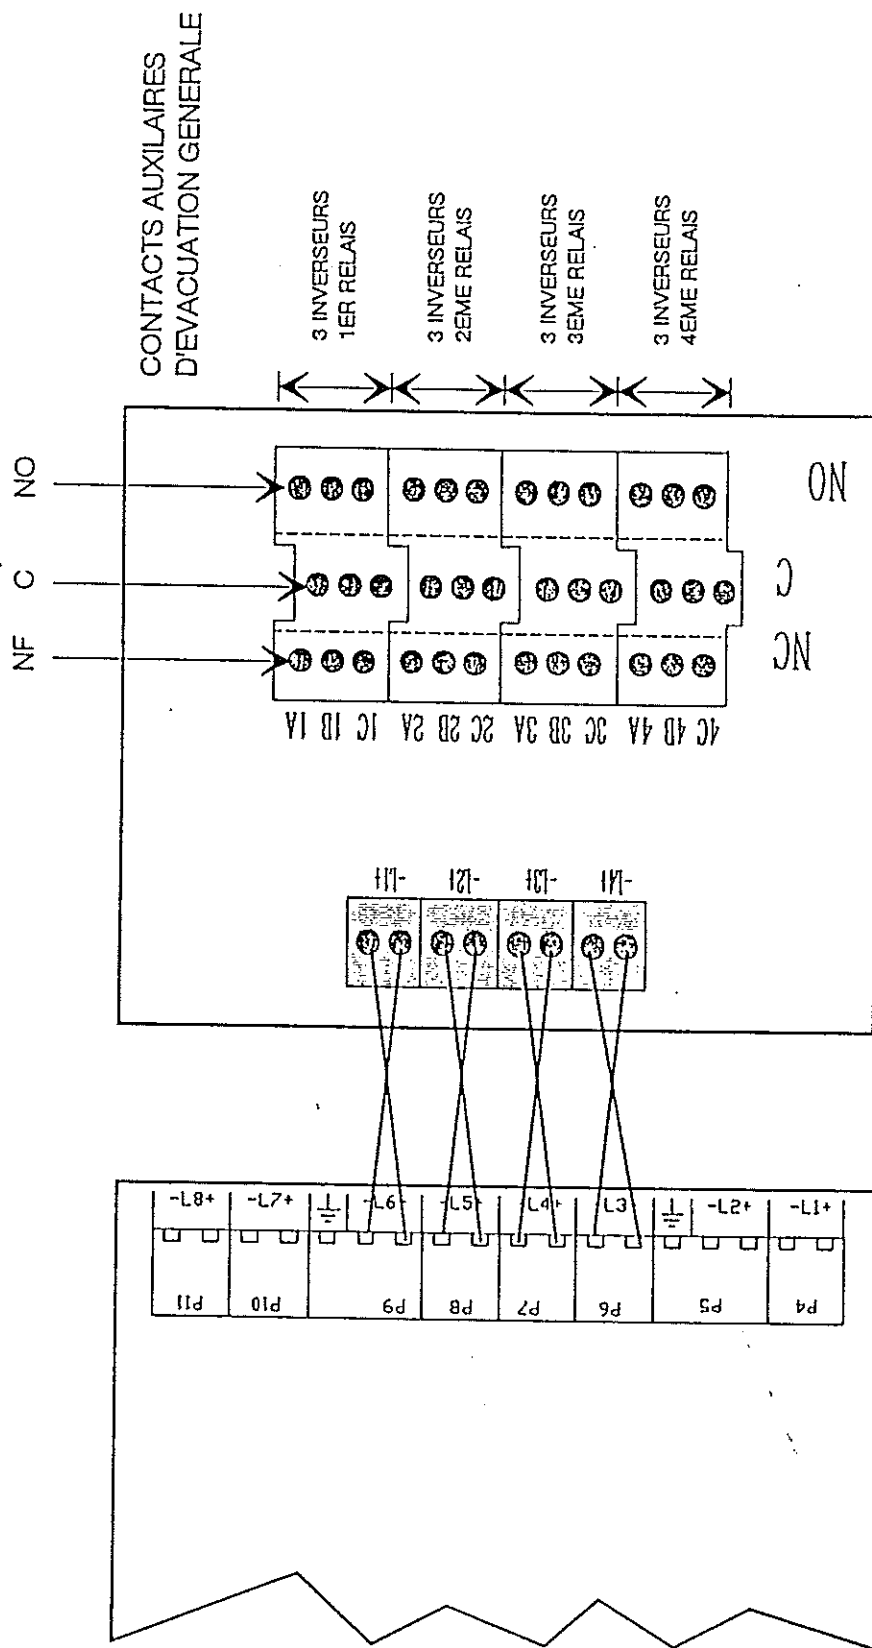 CONTACTS AUXILAIRES
D'EVACUATION GENERALE
NF
C
NO
3 INVERSEURS
1ER RELAIS
3 INVERSEURS
2EME RELAIS
3 INVERSEURS
3EME RELAIS
3 INVERSEURS
4EME RELAIS
NO
C
NC
1A
1B
1C
2A
2B
2C
3A
3B
3C
4A
4B
4C
-L1+
-L2+
-L3+
-L4+
-L8+
-L7+
-L6-
-L5+
-L4+
L3
-L2+
-L1+
P11
P10
P9
P8
P7
P6
P5
P4